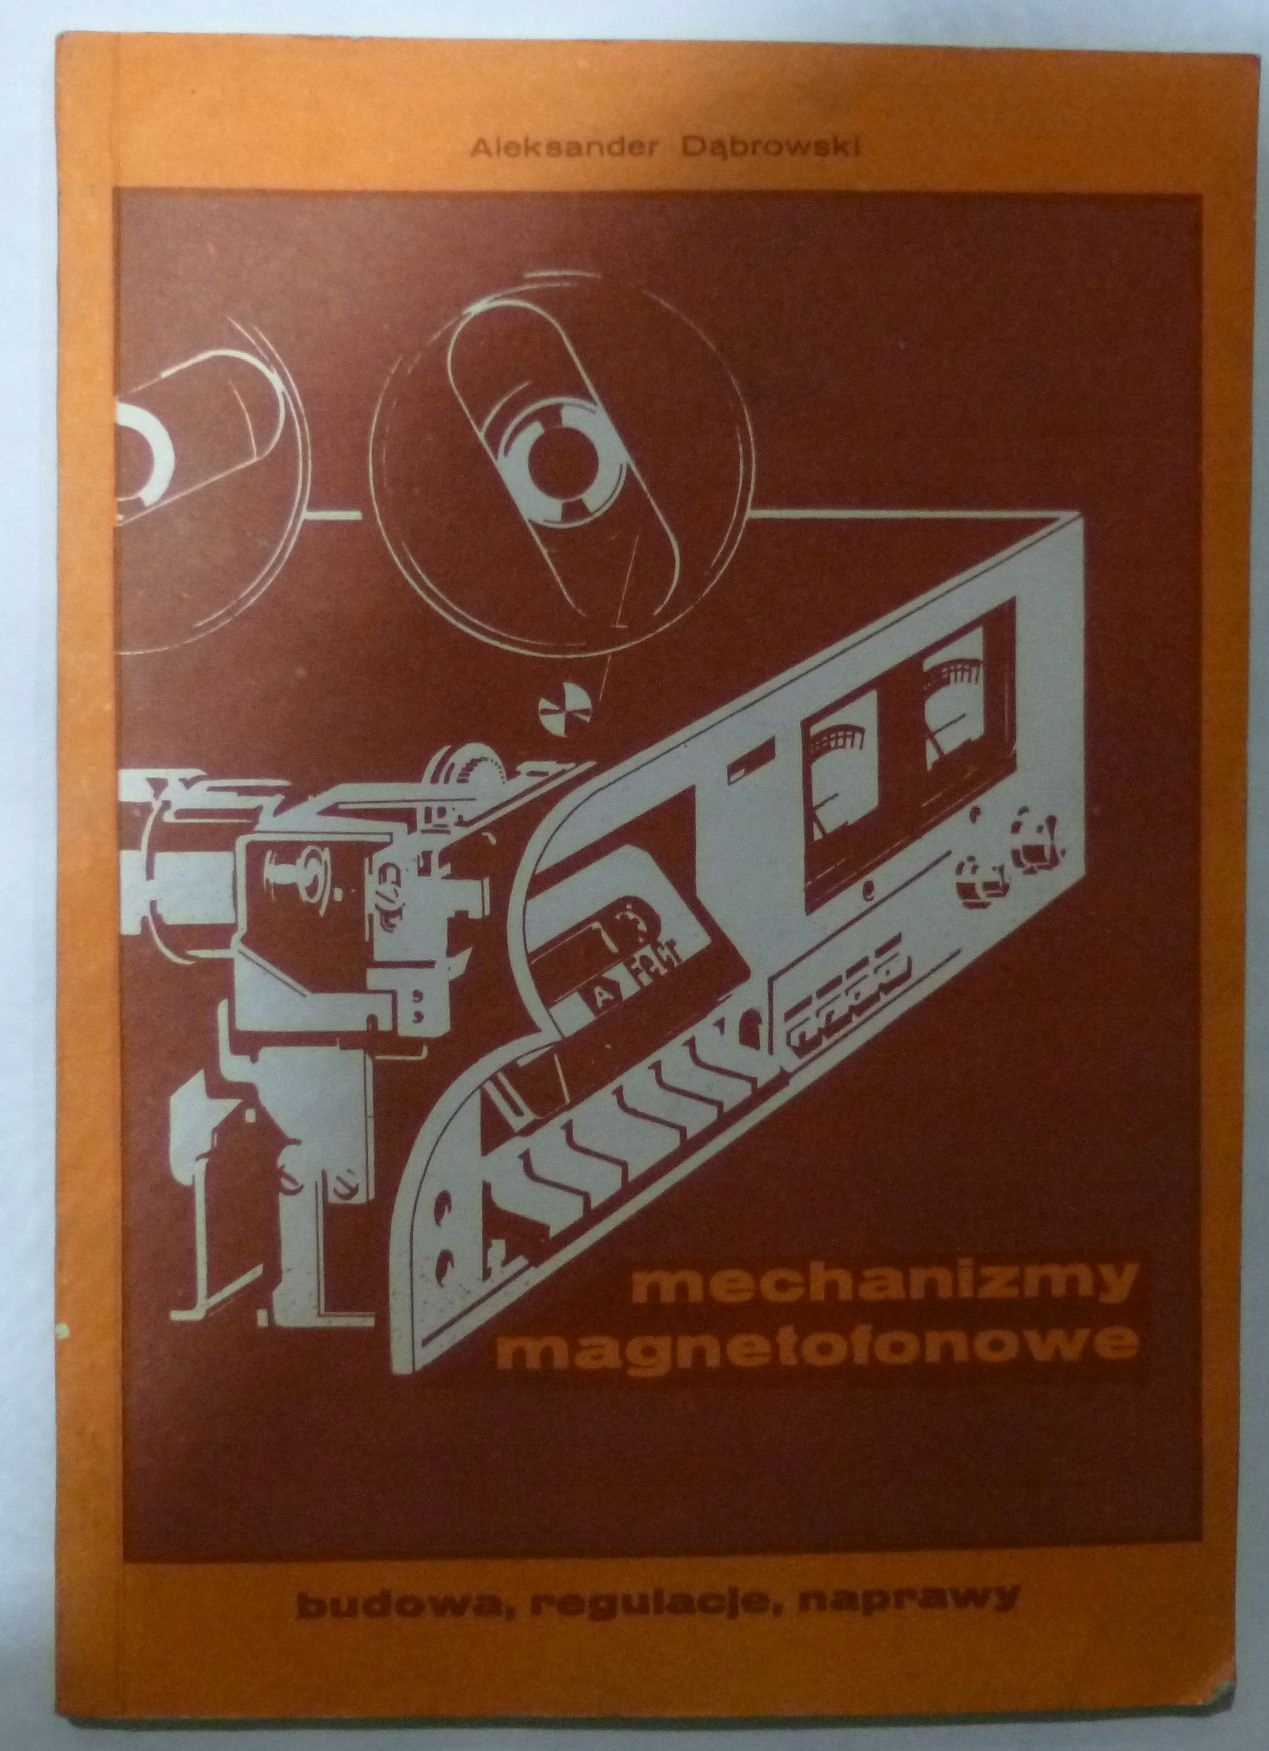 Aleksander Dąbrowski
A
mechanizmy
magnetofonowe
budowa, regulacje, naprawy